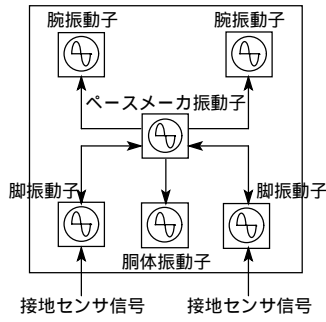 腕振動子
腕振動子
ペースメーカ振動子
脚振動子
脚振動子
胴体振動子
接地センサ信号
接地センサ信号